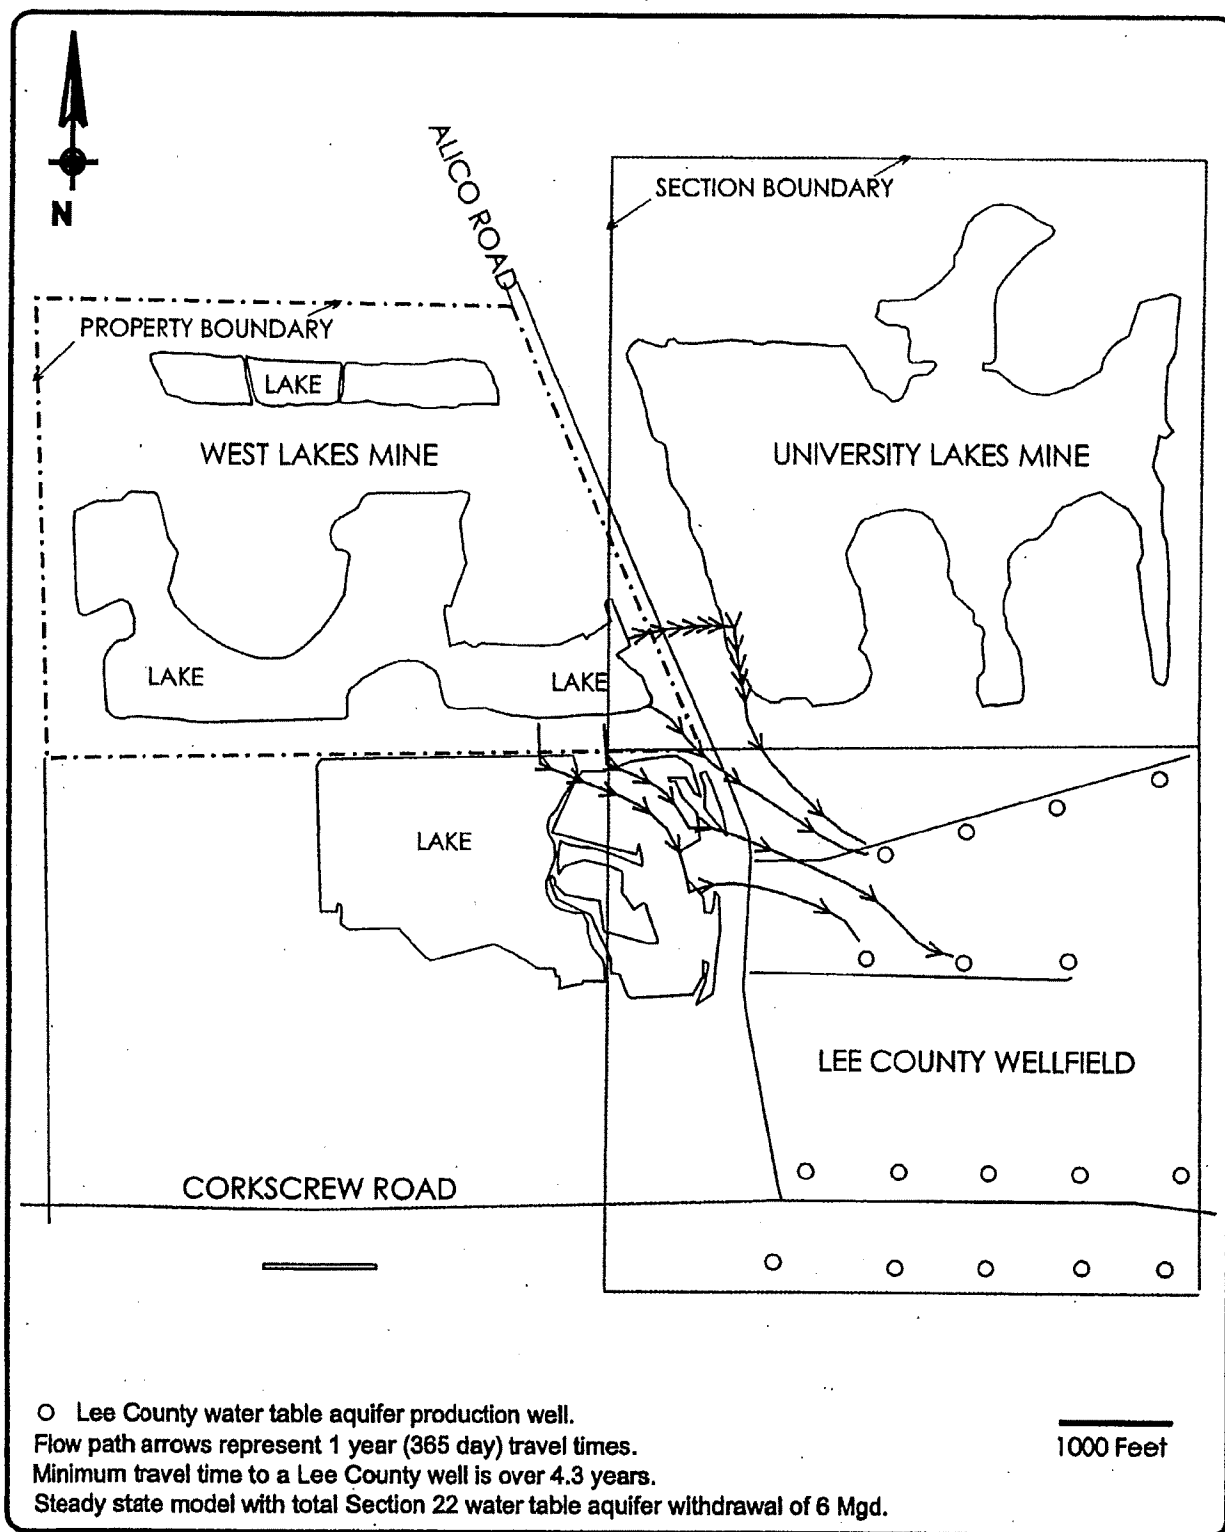 ALICO ROAD
SECTION BOUNDARY
N
PROPERTY BOUNDARY
LAKE
WEST LAKES MINE
UNIVERSITY LAKES MINE
LAKE
LAKE
LAKE
LEE COUNTY WELLFIELD
CORKSCREW ROAD
O Lee County water table aquifer production well.
Flow path arrows represent 1 year (365 day) travel times.
1000 Feet
Minimum travel time to a Lee County well is over 4.3 years.
Steady state model with total Section 22 water table aquifer withdrawal of 6 Mgd.